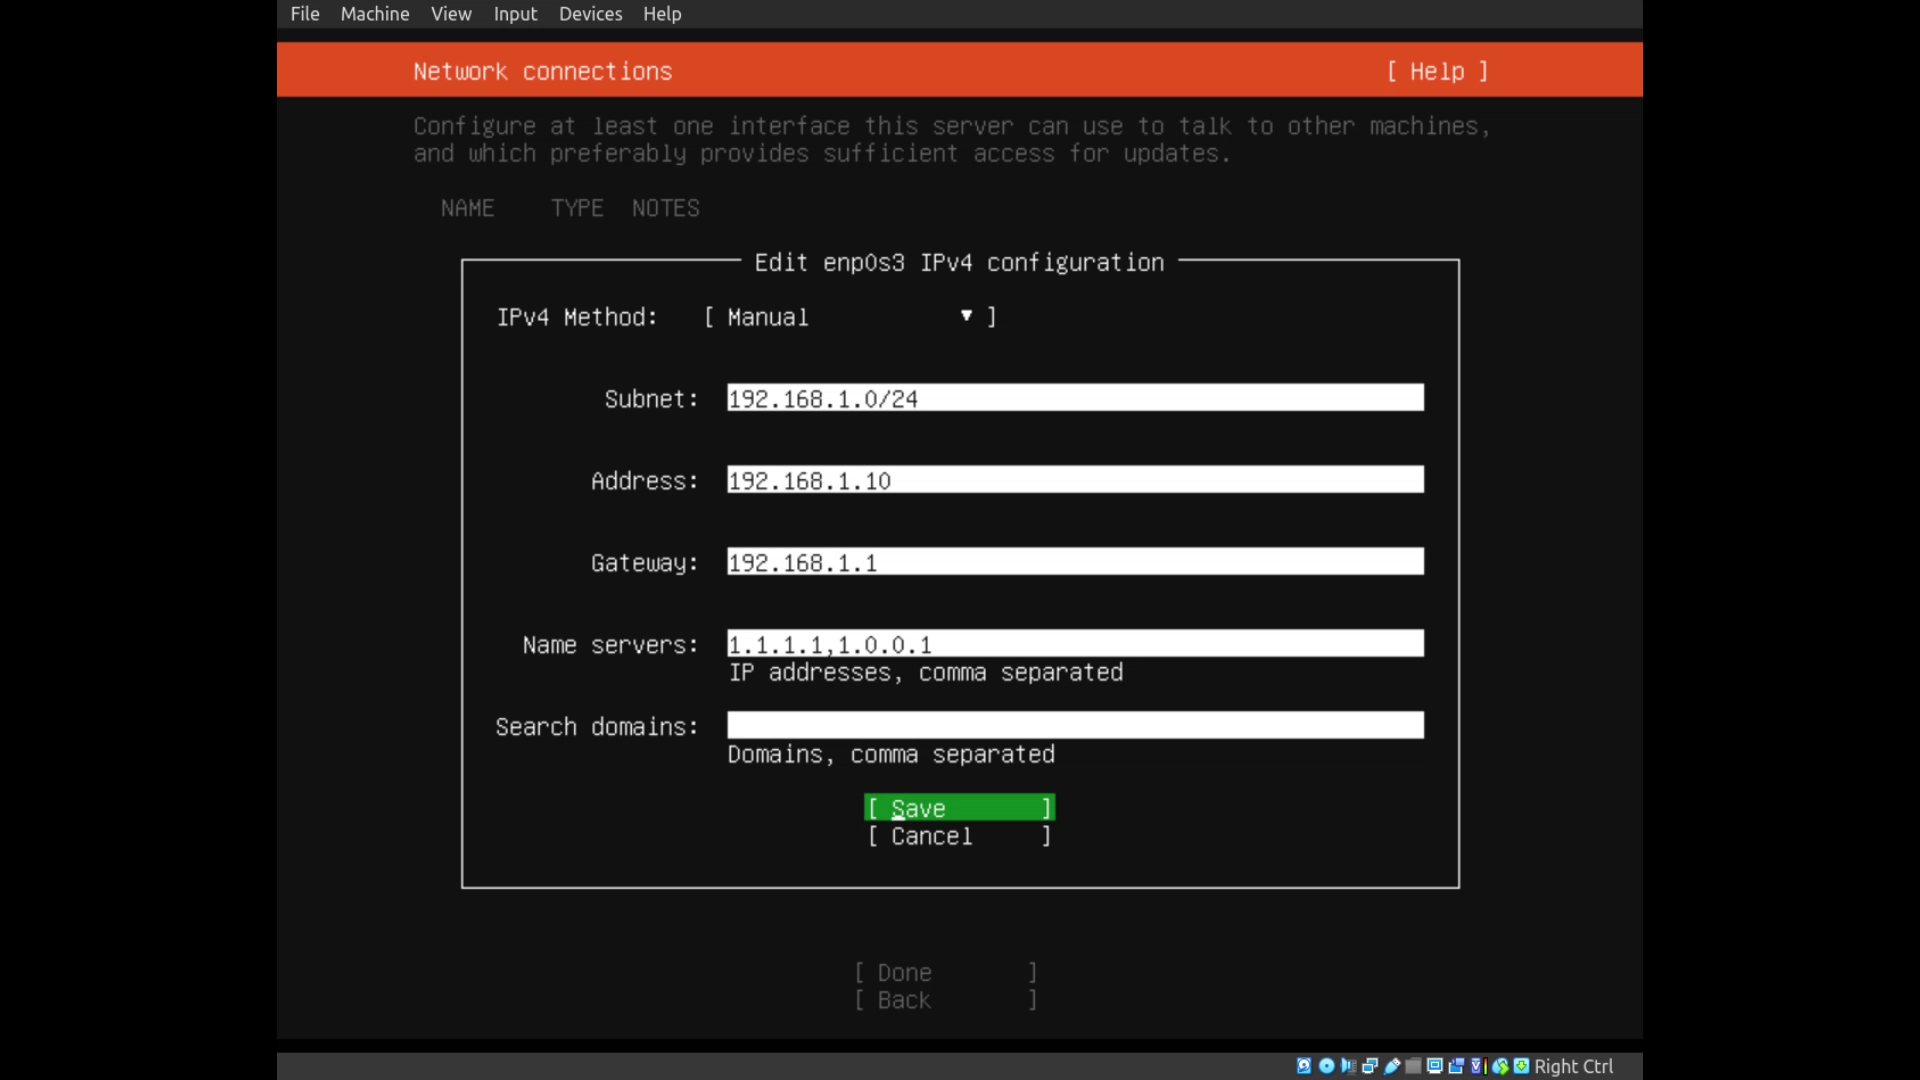 File Machine View Input Devices Help
Network connections [ Help ]
Configure at least one interface this server can use to talk to other machines,
and which preferably provides sufficient access for updates.
NAME TYPE NOTES
Edit enp0s3 IPv4 configuration
IPv4 Method: [ Manual ▾ ]
Subnet: 192.168.1.0/24
Address: 192.168.1.10
Gateway: 192.168.1.1
Name servers: 1.1.1.1,1.0.0.1
IP addresses, comma separated
Search domains:
Domains, comma separated
[ Save ]
[ Cancel ]
[ Done ]
[ Back ]
Right Ctrl